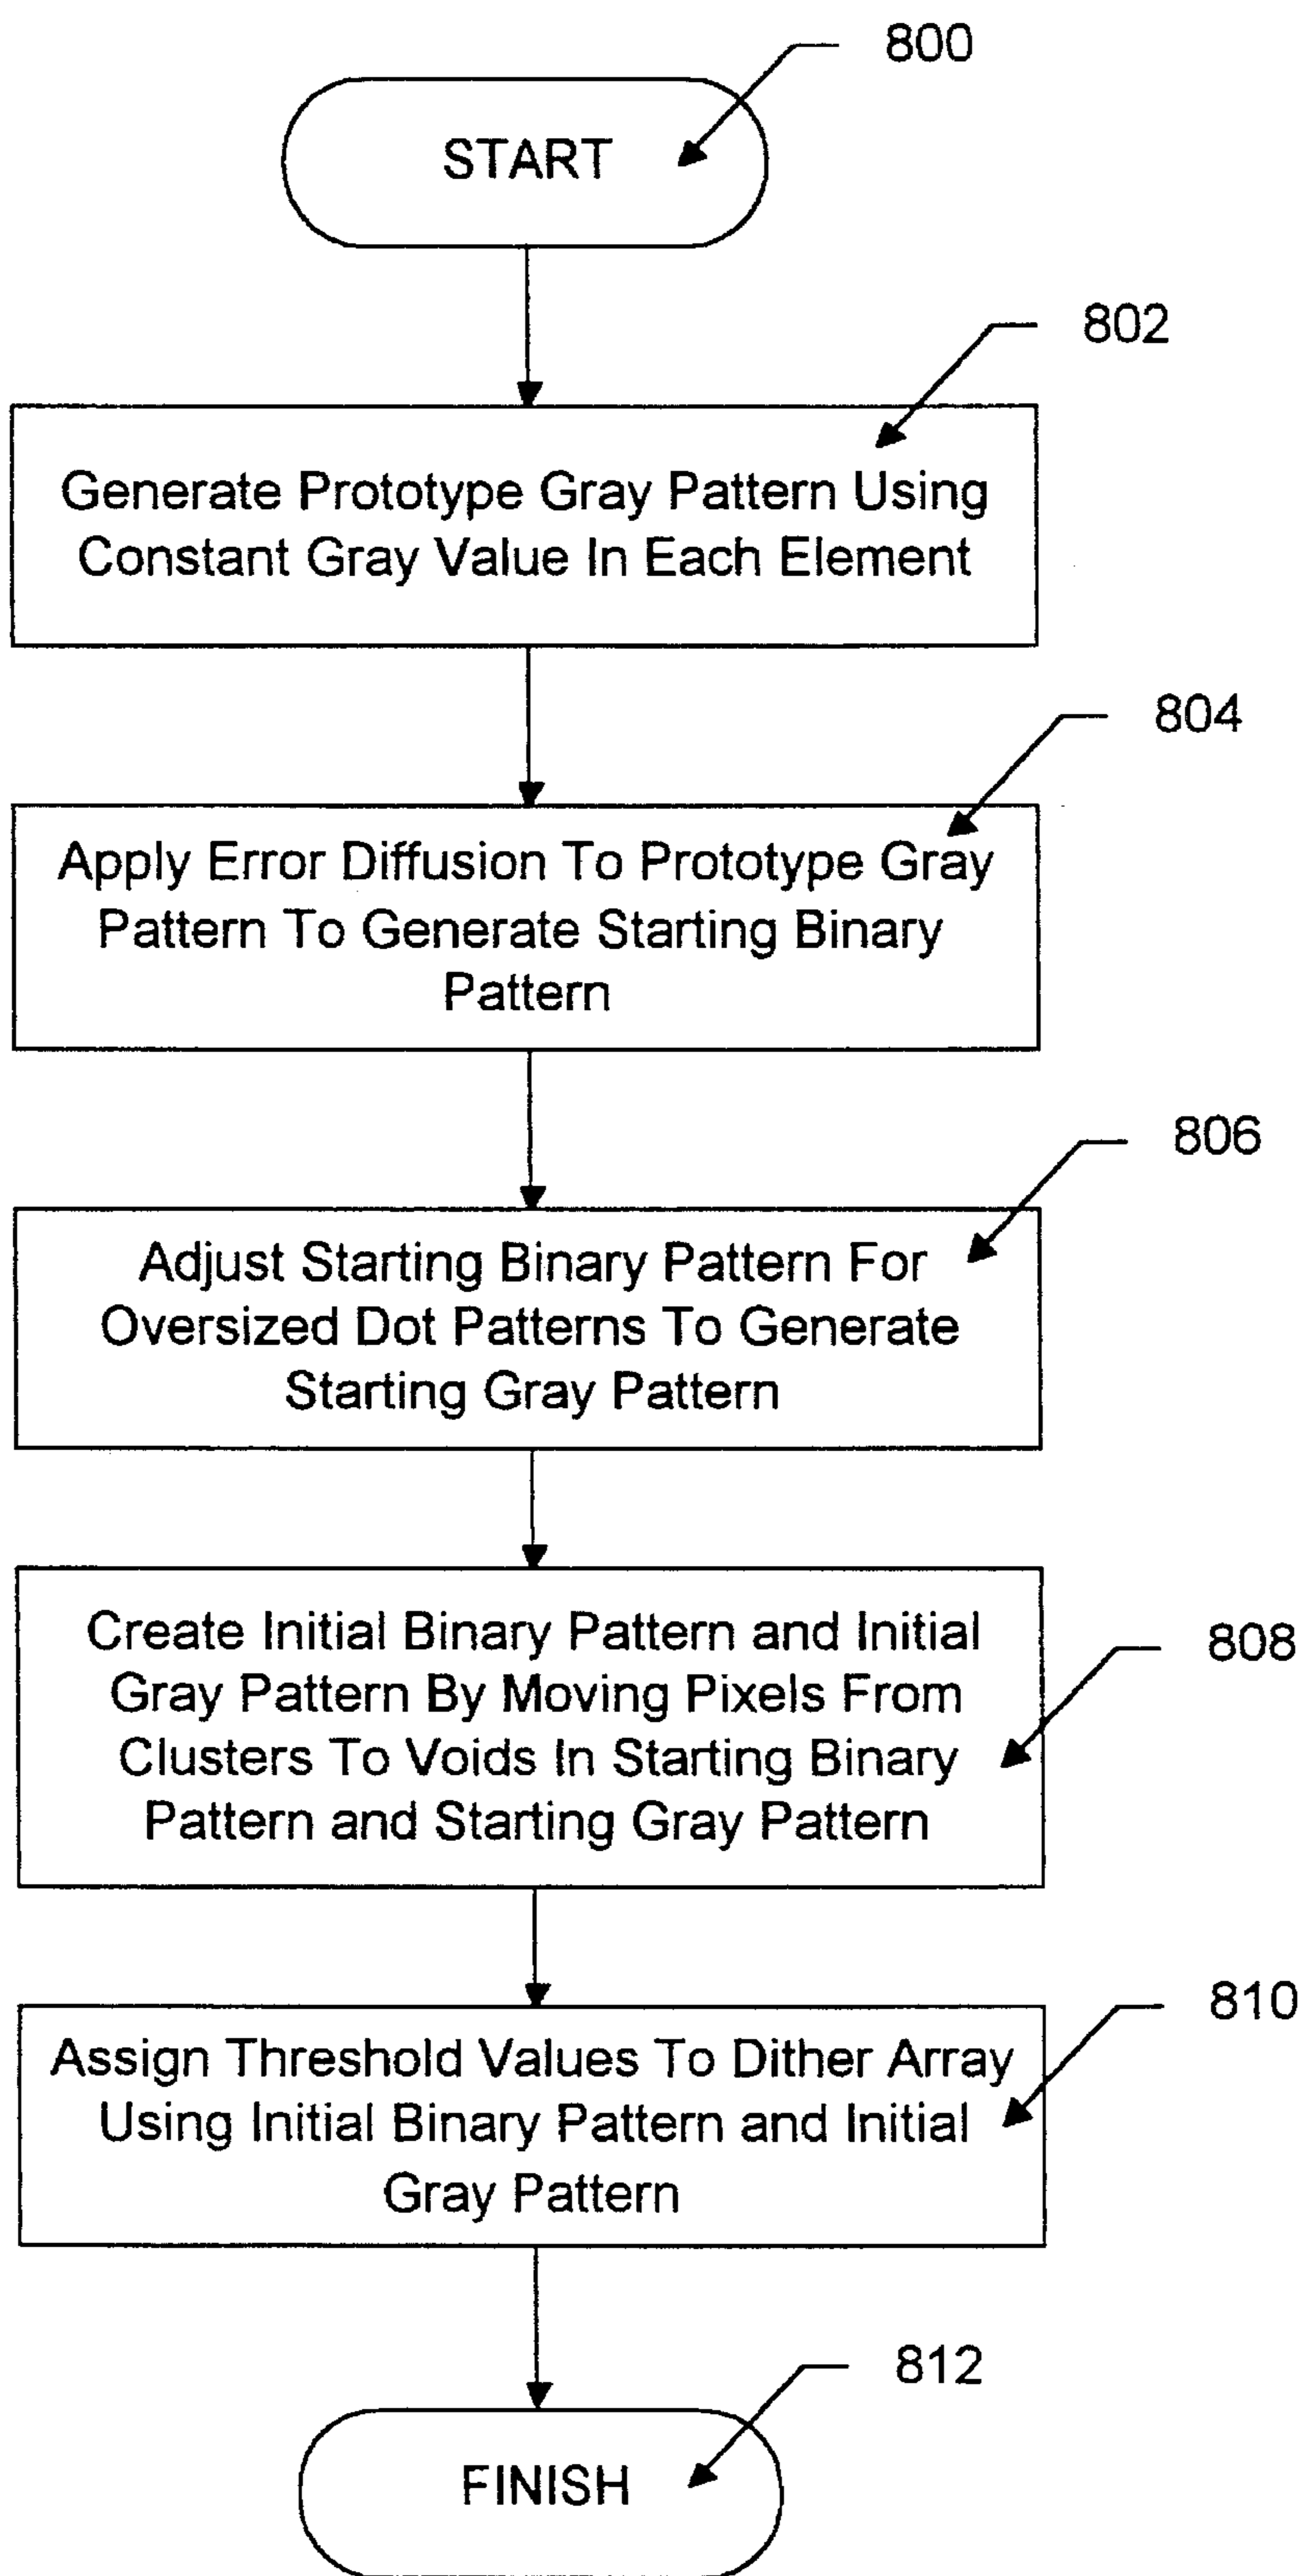 800
START
802
Generate Prototype Gray Pattern Using
Constant Gray Value In Each Element
804
Apply Error Diffusion To Prototype Gray
Pattern To Generate Starting Binary
Pattern
806
Adjust Starting Binary Pattern For
Oversized Dot Patterns To Generate
Starting Gray Pattern
808
Create Initial Binary Pattern and Initial
Gray Pattern By Moving Pixels From
Clusters To Voids In Starting Binary
Pattern and Starting Gray Pattern
810
Assign Threshold Values To Dither Array
Using Initial Binary Pattern and Initial
Gray Pattern
812
FINISH